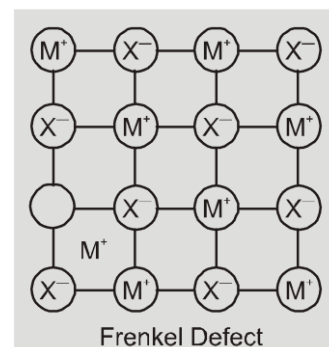 M⁺ X⁻ M⁺ X⁻
X⁻ M⁺ X⁻ M⁺
X⁻ M⁺ X⁻
M⁺
X⁻ M⁺ X⁻ M⁺
Frenkel Defect